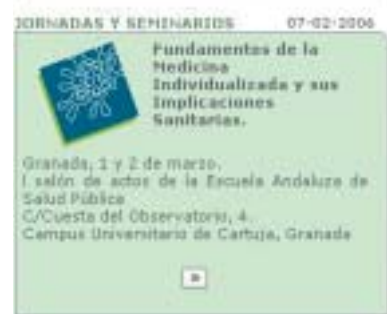 JORNADAS Y SEMINARIOS 07-02-2006
Fundamentos de la
Medicina
Individualizada y sus
Implicaciones
Sanitarias.
Granada, 1 y 2 de marzo.
l salón de actos de la Escuela Andaluza de
Salud Pública
C/Cuesta del Observatorio, 4.
Campus Universitario de Cartuja, Granada
»